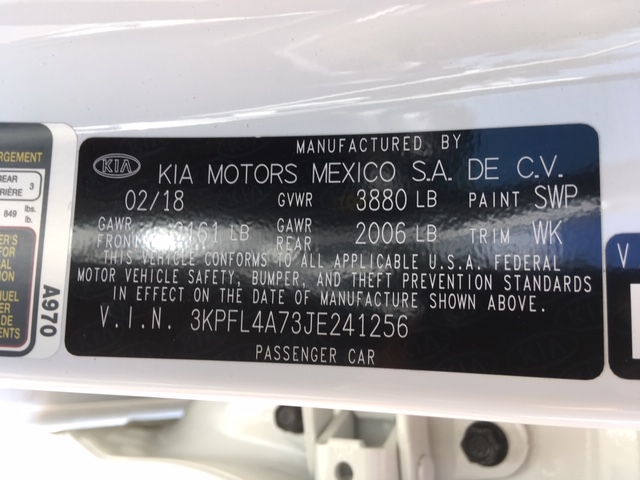 MANUFACTURED BY
KIA KIA MOTORS MEXICO S.A. DE C.V.
02/18 GVWR 3880 LB PAINT SWP
GAWR 2161 LB GAWR 2006 LB TRIM WK
FRONT REAR
THIS VEHICLE CONFORMS TO ALL APPLICABLE U.S.A. FEDERAL
MOTOR VEHICLE SAFETY, BUMPER, AND THEFT PREVENTION STANDARDS
IN EFFECT ON THE DATE OF MANUFACTURE SHOWN ABOVE.
V.I.N. 3KPFL4A73JE241256
PASSENGER CAR
A970
REAR 3
849 lbs.
V